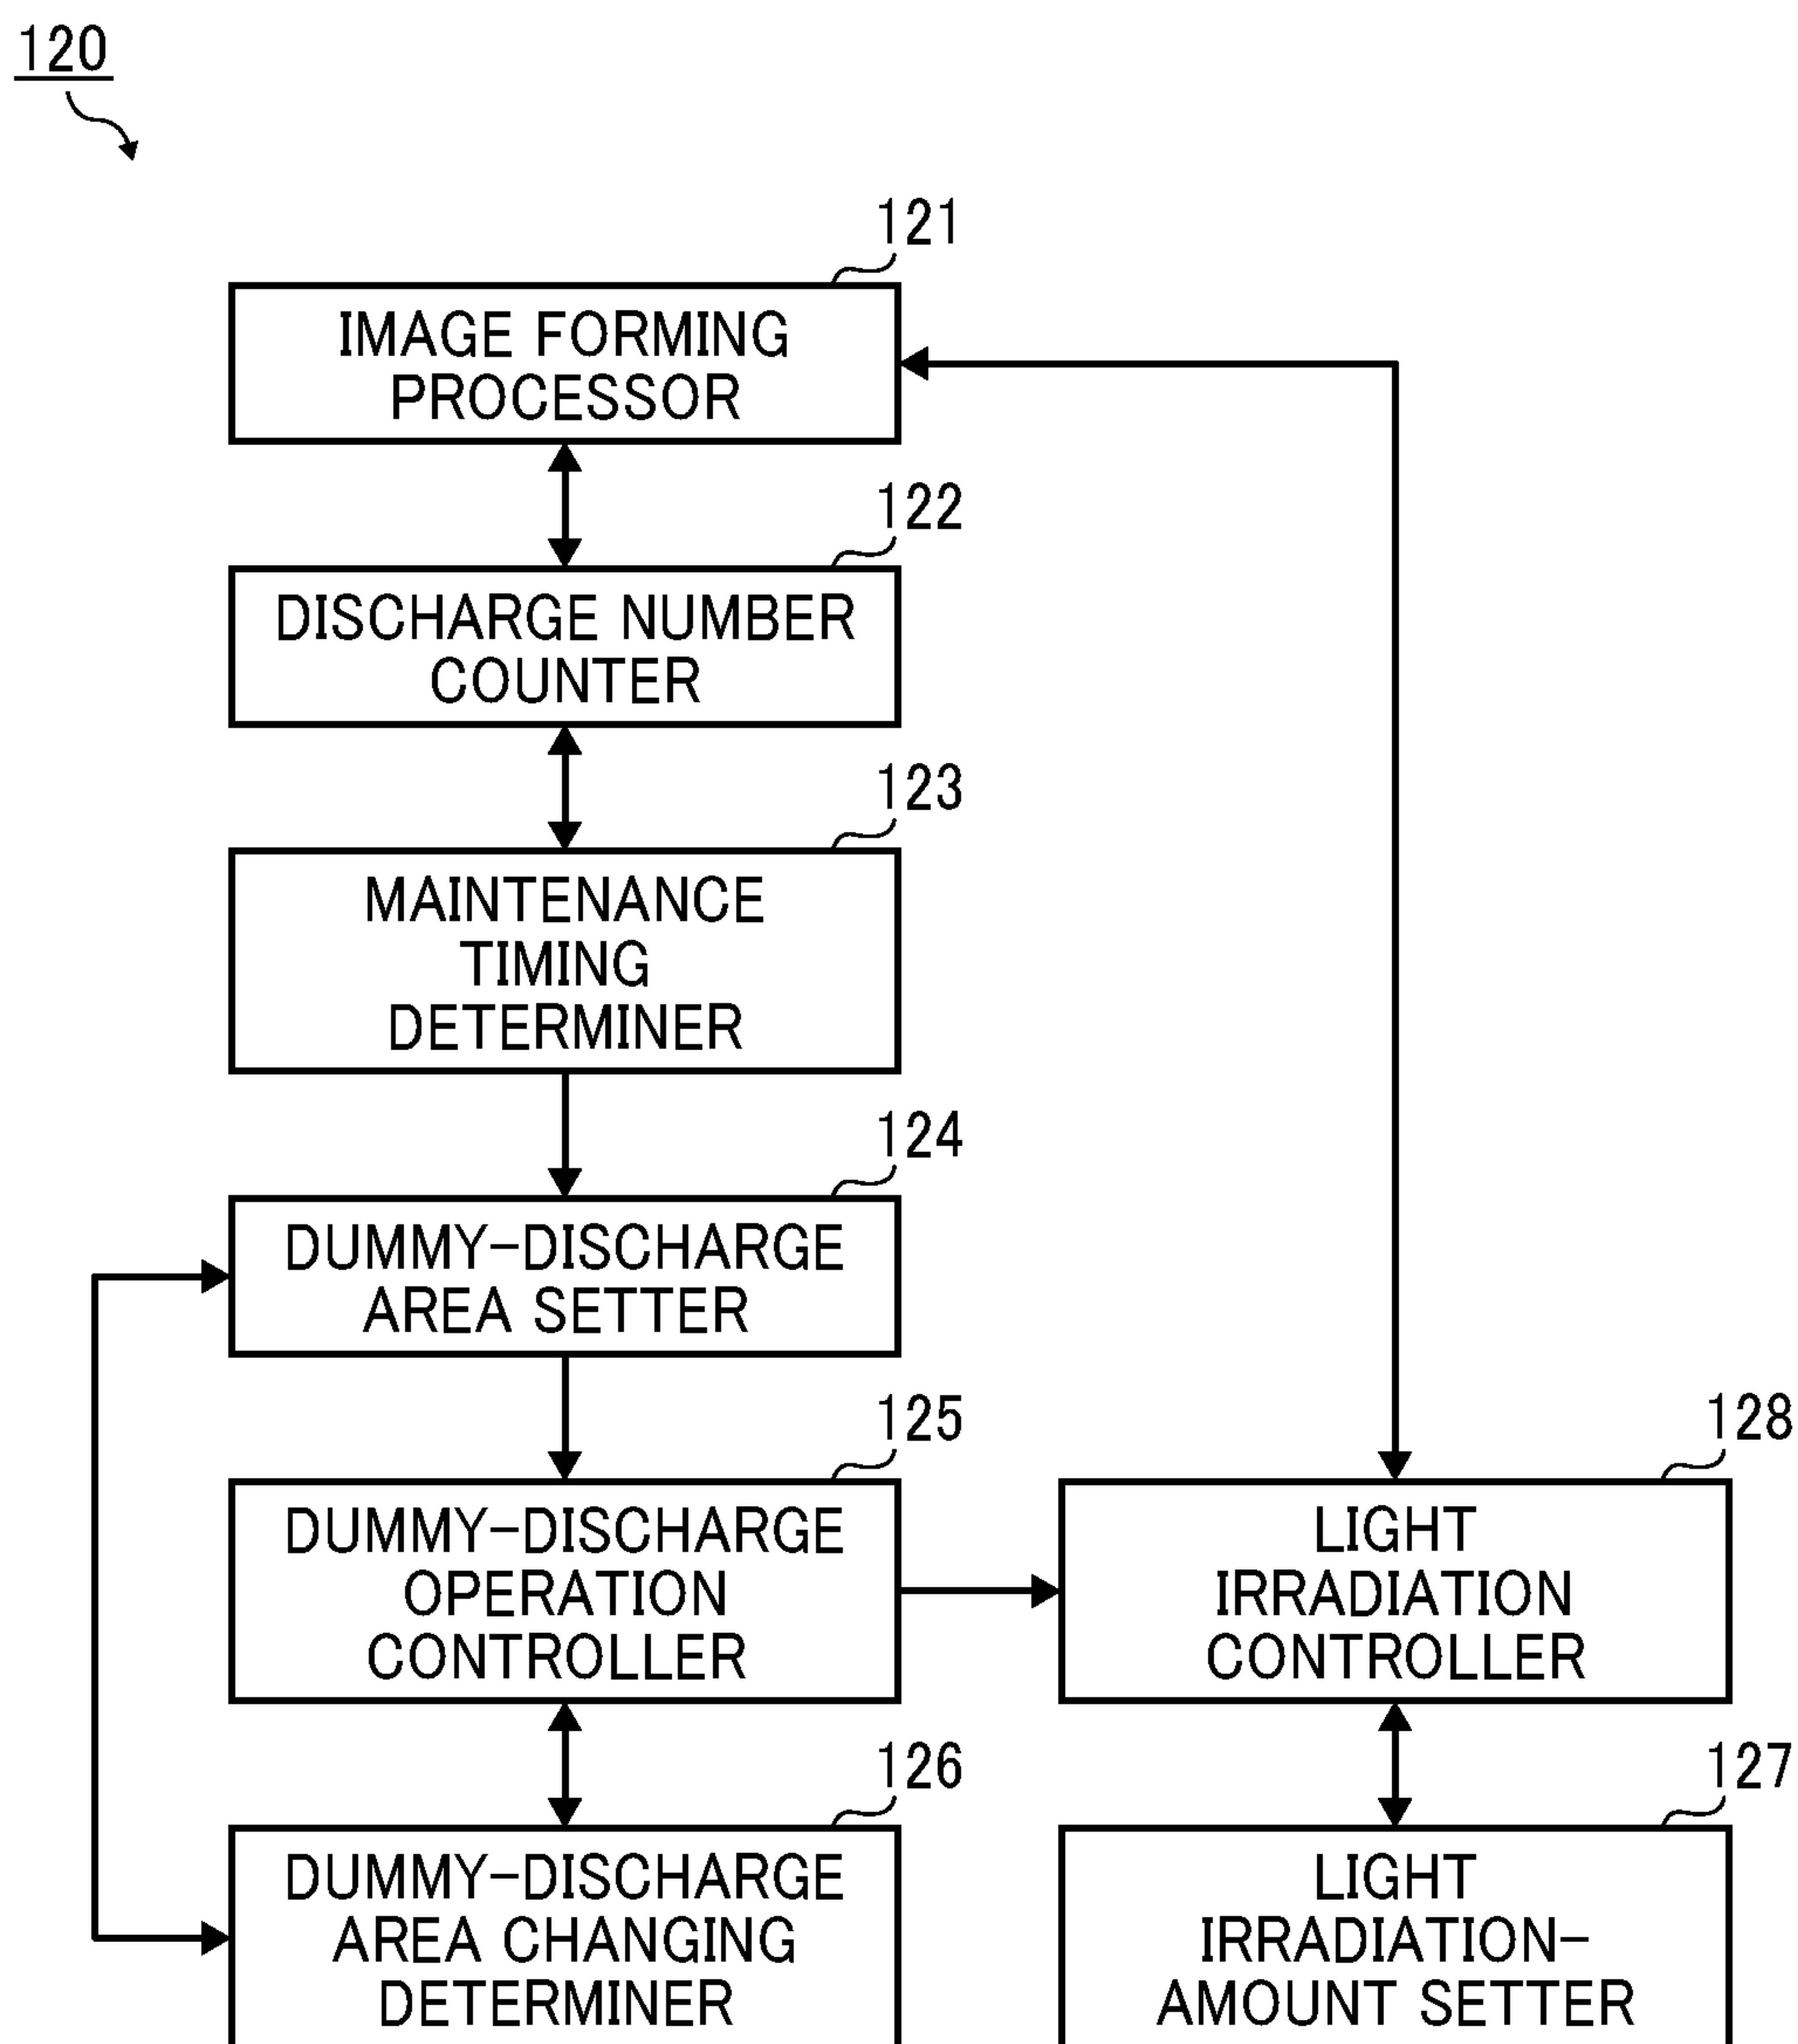 120
121
IMAGE FORMING
PROCESSOR
122
DISCHARGE NUMBER
COUNTER
123
MAINTENANCE
TIMING
DETERMINER
124
DUMMY-DISCHARGE
AREA SETTER
125
DUMMY-DISCHARGE
OPERATION
CONTROLLER
128
LIGHT
IRRADIATION
CONTROLLER
126
DUMMY-DISCHARGE
AREA CHANGING
DETERMINER
127
LIGHT
IRRADIATION-
AMOUNT SETTER